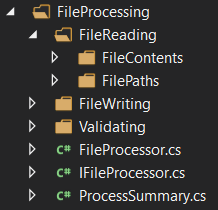 FileProcessing
FileReading
FileContents
FilePaths
FileWriting
Validating
C# FileProcessor.cs
C# IFileProcessor.cs
C# ProcessSummary.cs